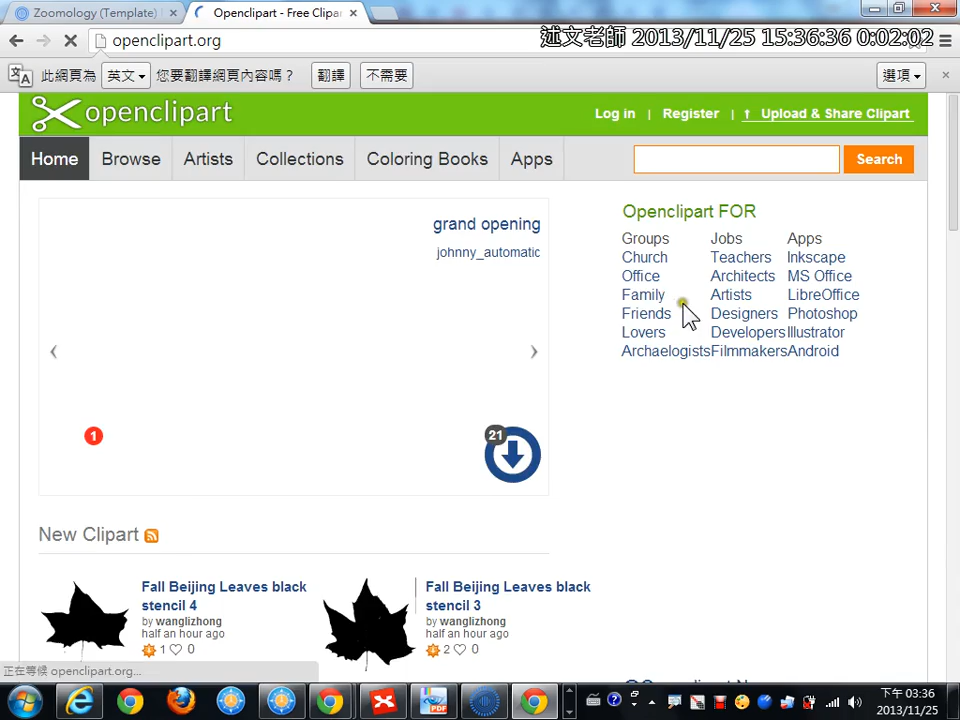 Zoomology (Template)
Openclipart - Free Clipa
述文老師 2013/11/25 15:36:36 0:02:02
openclipart.org
此網頁為 英文 您要翻譯網頁內容嗎？ 翻譯 不需要 選項
openclipart
Log in | Register | Upload & Share Clipart
Home Browse Artists Collections Coloring Books Apps Search
grand opening
johnny_automatic
Openclipart FOR
Groups Jobs Apps
Church Teachers Inkscape
Office Architects MS Office
Family Artists LibreOffice
Friends Designers Photoshop
Lovers Developers Illustrator
Archaelogists Filmmakers Android
1
21
New Clipart
Fall Beijing Leaves black stencil 4
by wanglizhong
half an hour ago
1 0
Fall Beijing Leaves black stencil 3
by wanglizhong
half an hour ago
2 0
正在等候 openclipart.org...
PDF
下午 03:36
2013/11/25